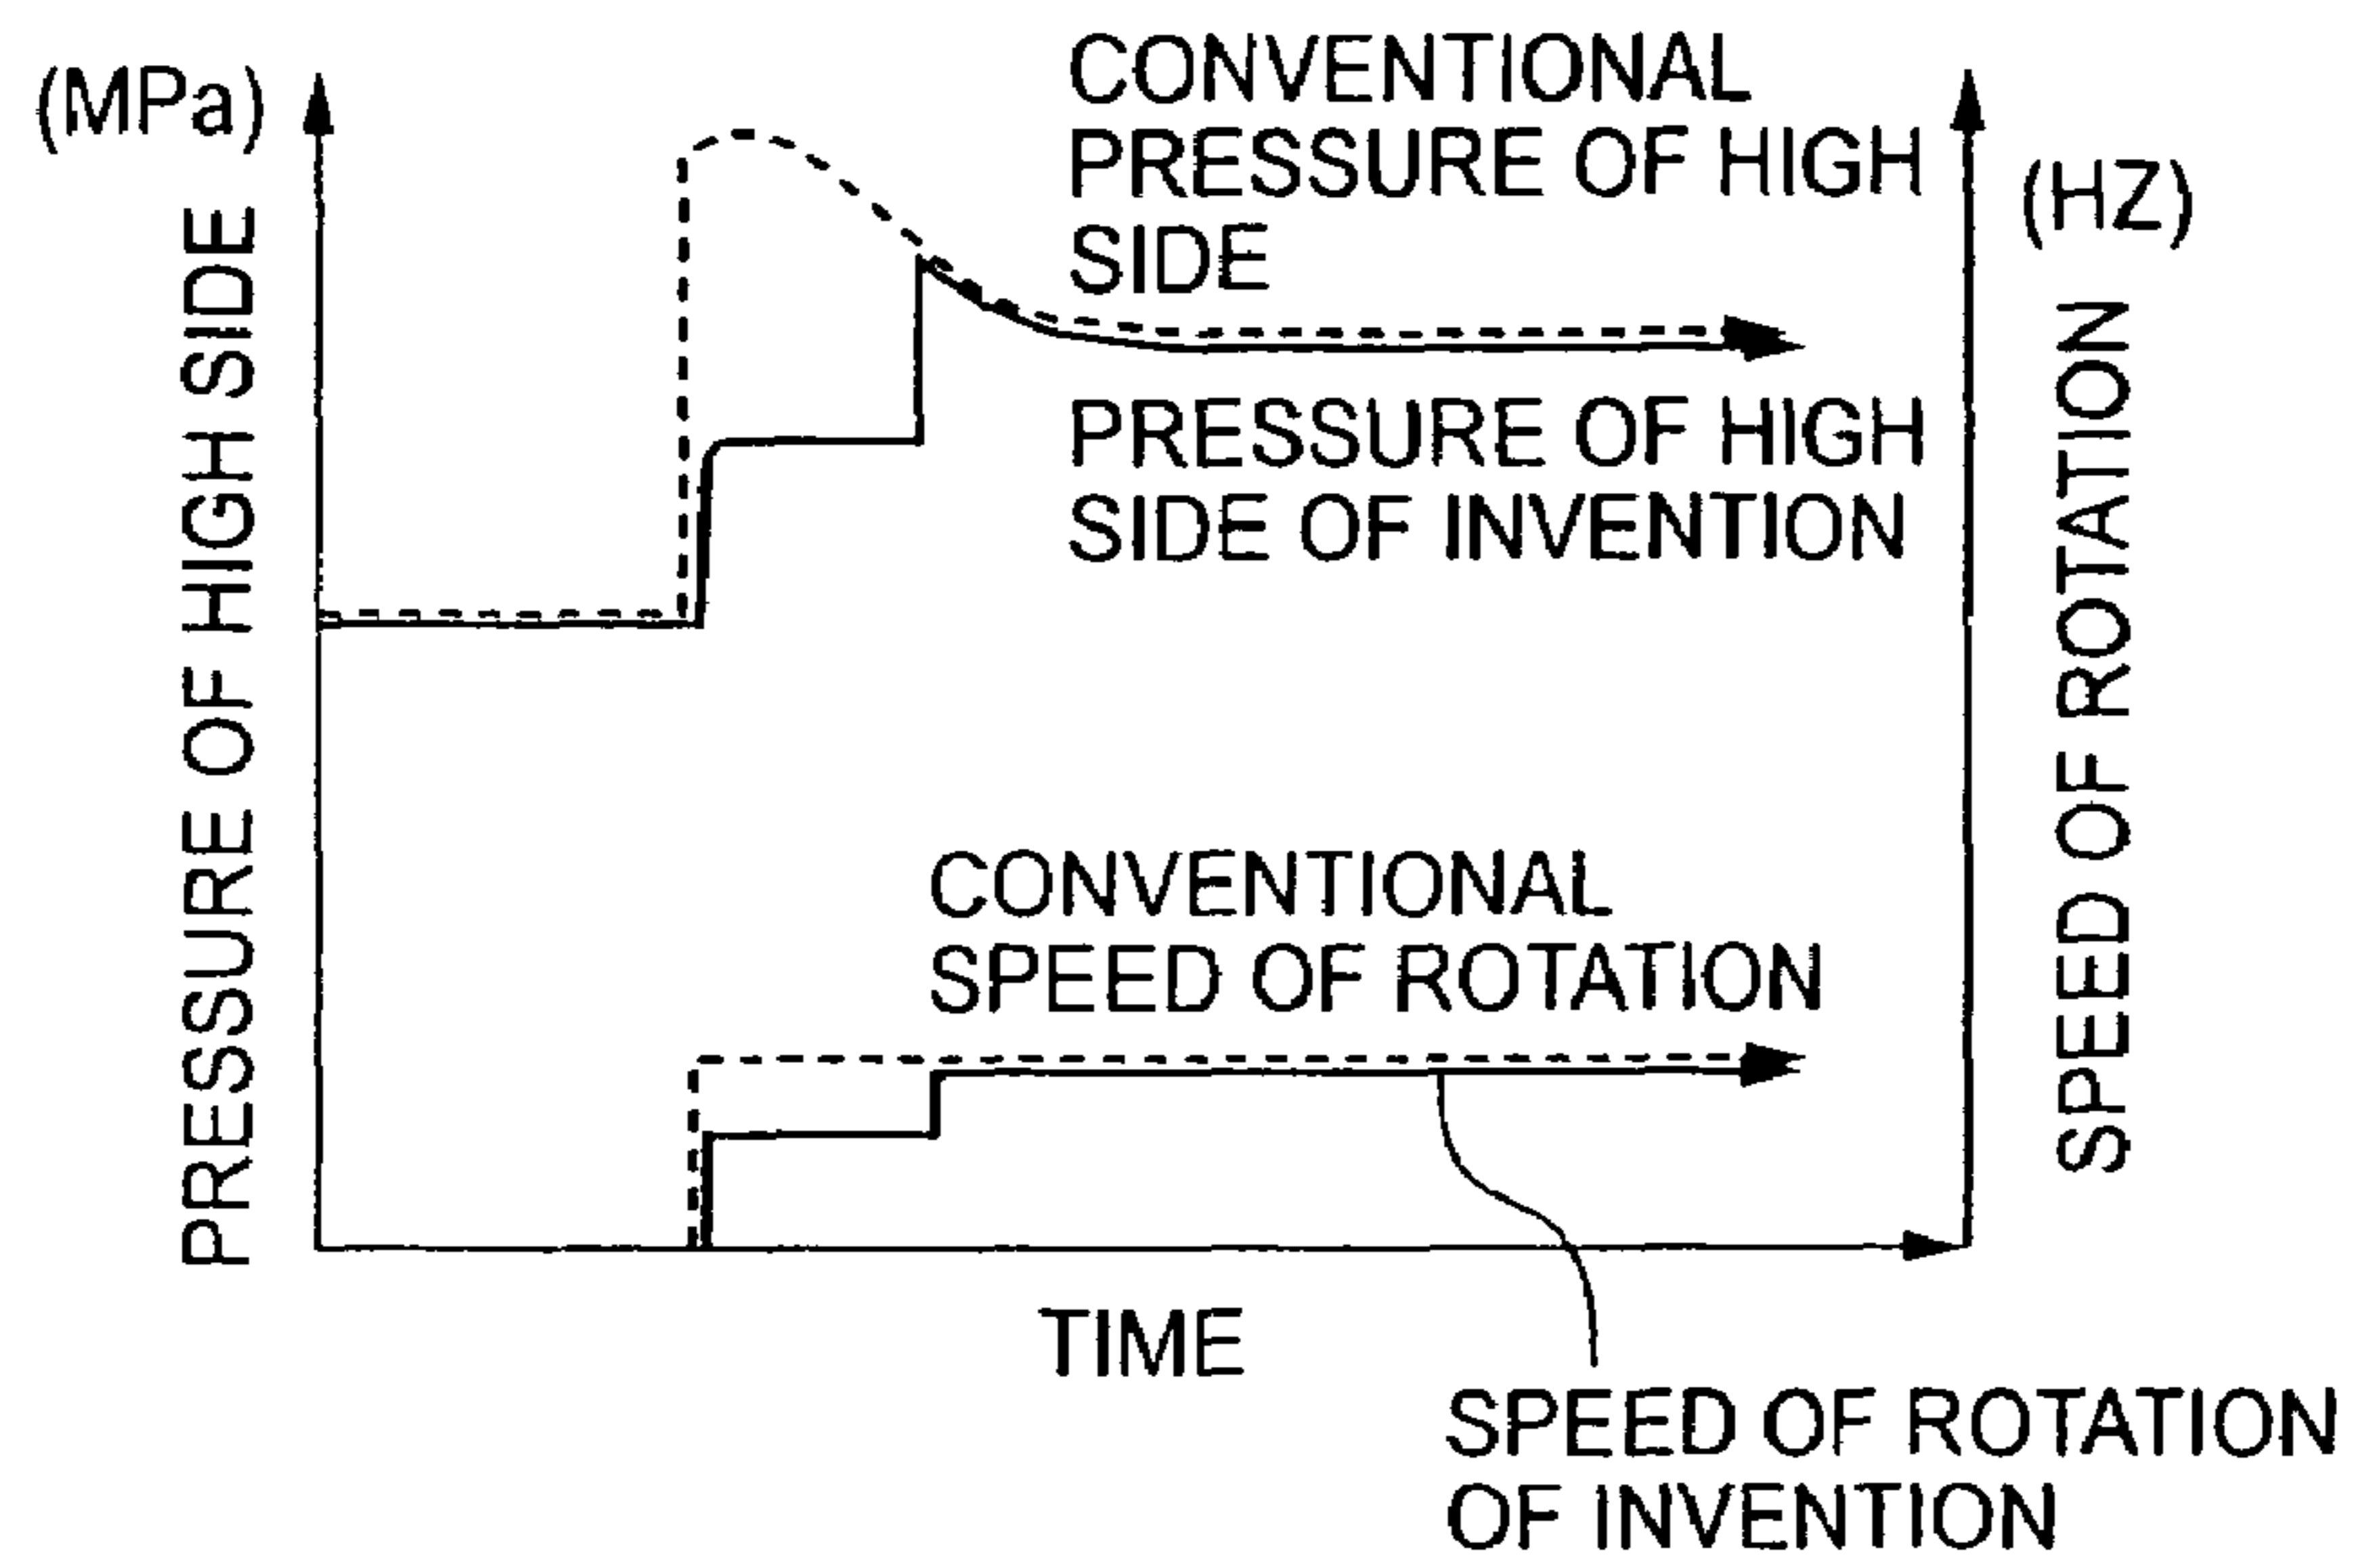 (MPa)
PRESSURE OF HIGH SIDE
CONVENTIONAL
PRESSURE OF HIGH
SIDE
(HZ)
SPEED OF ROTATION
PRESSURE OF HIGH
SIDE OF INVENTION
CONVENTIONAL
SPEED OF ROTATION
TIME
SPEED OF ROTATION
OF INVENTION